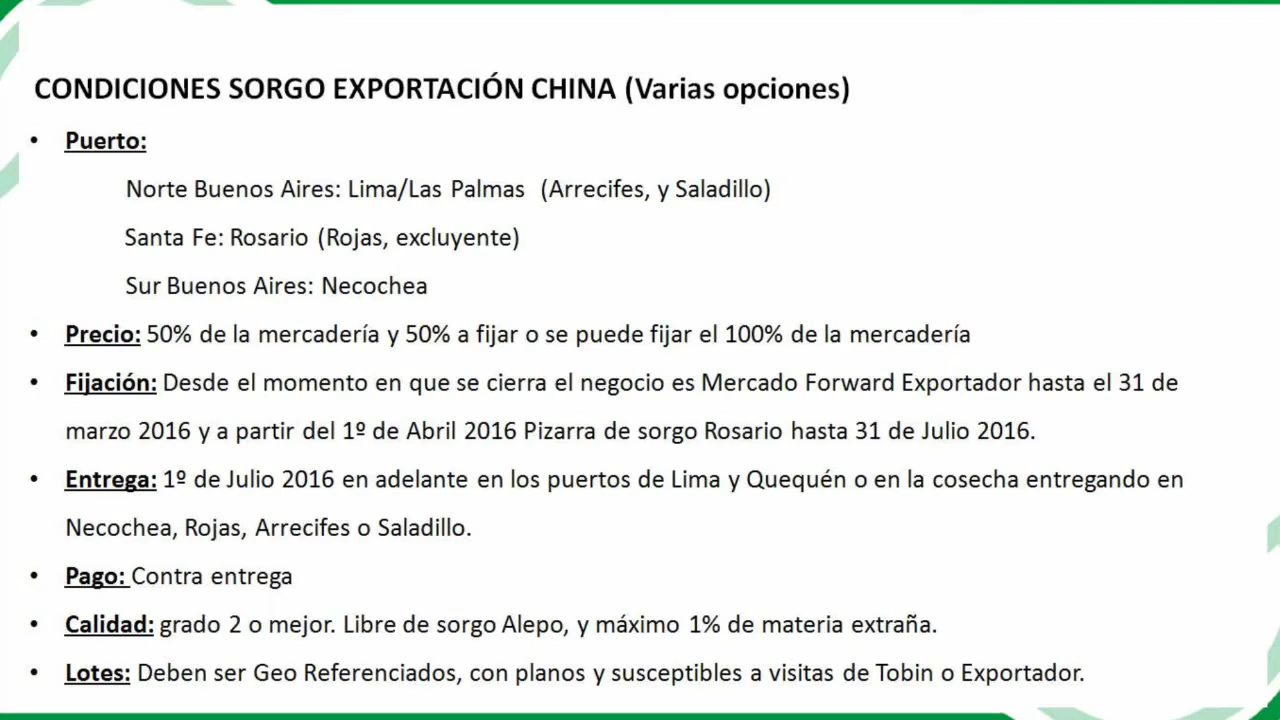 CONDICIONES SORGO EXPORTACIÓN CHINA (Varias opciones)
• Puerto:
Norte Buenos Aires: Lima/Las Palmas (Arrecifes, y Saladillo)
Santa Fe: Rosario (Rojas, excluyente)
Sur Buenos Aires: Necochea
• Precio: 50% de la mercadería y 50% a fijar o se puede fijar el 100% de la mercadería
• Fijación: Desde el momento en que se cierra el negocio es Mercado Forward Exportador hasta el 31 de
marzo 2016 y a partir del 1º de Abril 2016 Pizarra de sorgo Rosario hasta 31 de Julio 2016.
• Entrega: 1º de Julio 2016 en adelante en los puertos de Lima y Quequén o en la cosecha entregando en
Necochea, Rojas, Arrecifes o Saladillo.
• Pago: Contra entrega
• Calidad: grado 2 o mejor. Libre de sorgo Alepo, y máximo 1% de materia extraña.
• Lotes: Deben ser Geo Referenciados, con planos y susceptibles a visitas de Tobin o Exportador.